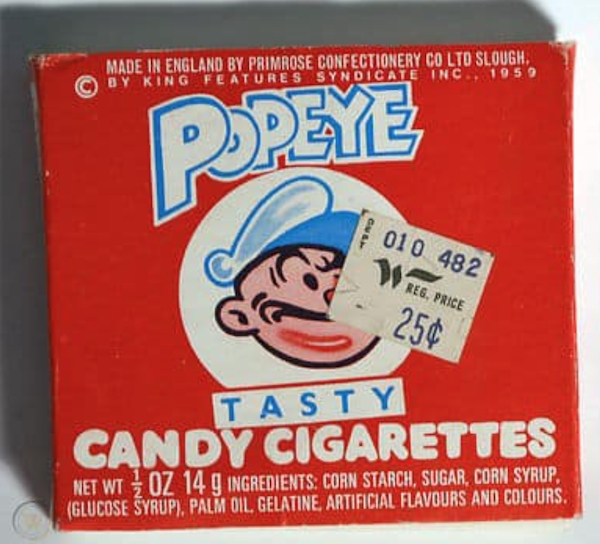 MADE IN ENGLAND BY PRIMROSE CONFECTIONERY CO LTD SLOUGH.
© BY KING FEATURES SYNDICATE INC., 1959
POPEYE
DEPT
010 482
W
REG. PRICE
25¢
TASTY
CANDY CIGARETTES
NET WT ½ OZ 14 g INGREDIENTS: CORN STARCH, SUGAR, CORN SYRUP,
(GLUCOSE SYRUP), PALM OIL, GELATINE, ARTIFICIAL FLAVOURS AND COLOURS.